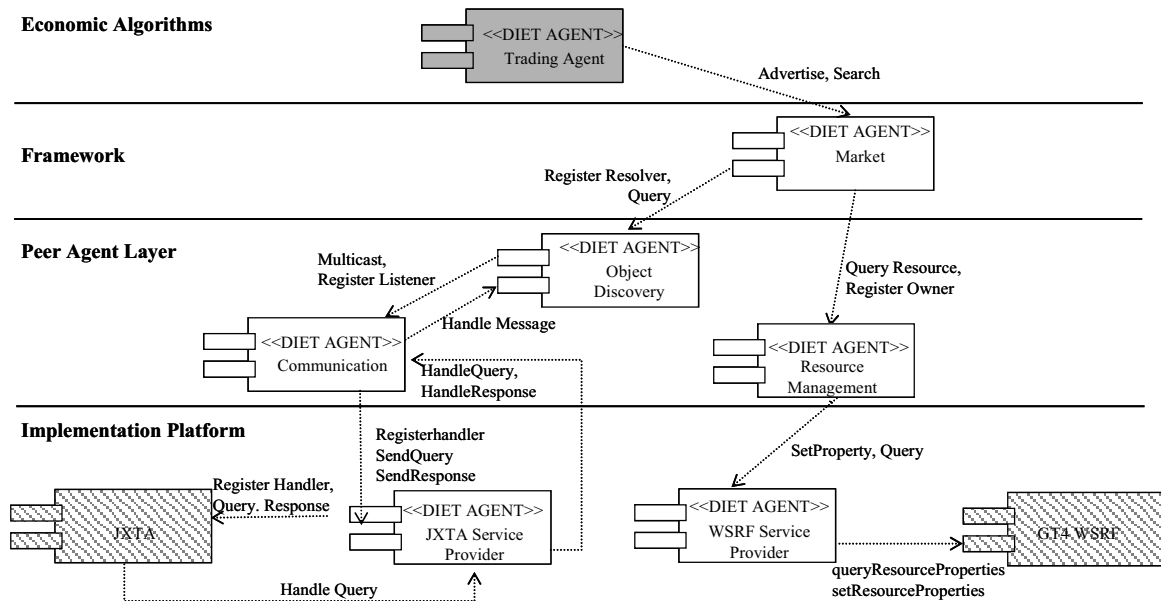 Economic Algorithms
<<DIET AGENT>>
Trading Agent
Advertise, Search
Framework
<<DIET AGENT>>
Market
Register Resolver,
Query
Peer Agent Layer
<<DIET AGENT>>
Object
Discovery
Multicast,
Register Listener
Query Resource,
Register Owner
Handle Message
<<DIET AGENT>>
Communication
<<DIET AGENT>>
Resource
Management
HandleQuery,
HandleResponse
Implementation Platform
Registerhandler
SendQuery
SendResponse
SetProperty, Query
Register Handler,
Query. Response
<<DIET AGENT>>
JXTA Service
Provider
<<DIET AGENT>>
WSRF Service
Provider
JXTA
GT4 WSRF
queryResourceProperties
setResourceProperties
Handle Query